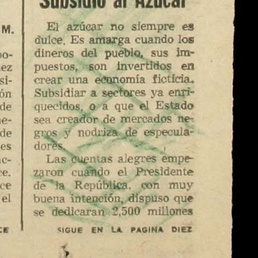 Subsidio al Azúcar
El azúcar no siempre es
dulce. Es amarga cuando los
dineros del pueblo, sus im-
puestos, son invertidos en
crear una economía ficticia.
Subsidiar a sectores ya enri-
quecidos, o a que el Estado
sea creador de mercados ne-
gros y nodriza de especula-
dores.
Las cuentas alegres empe-
zaron cuando el Presidente
de la República, con muy
buena intención, dispuso que
se dedicaran 2,500 millones
SIGUE EN LA PAGINA DIEZ